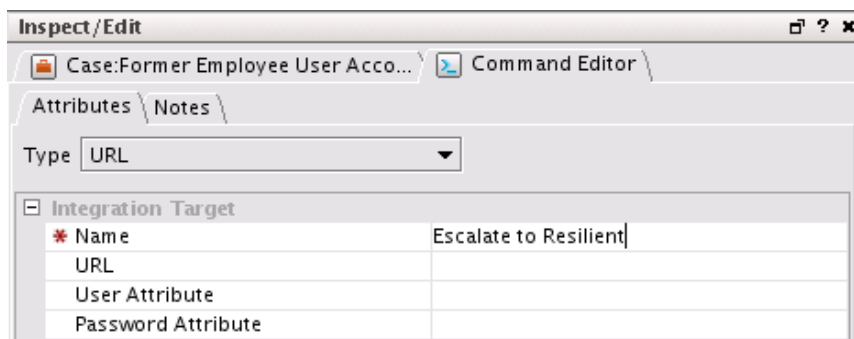 Inspect/Edit ?
Case:Former Employee User Acco... Command Editor
Attributes Notes
Type URL
Integration Target
* Name Escalate to Resilient
URL
User Attribute
Password Attribute